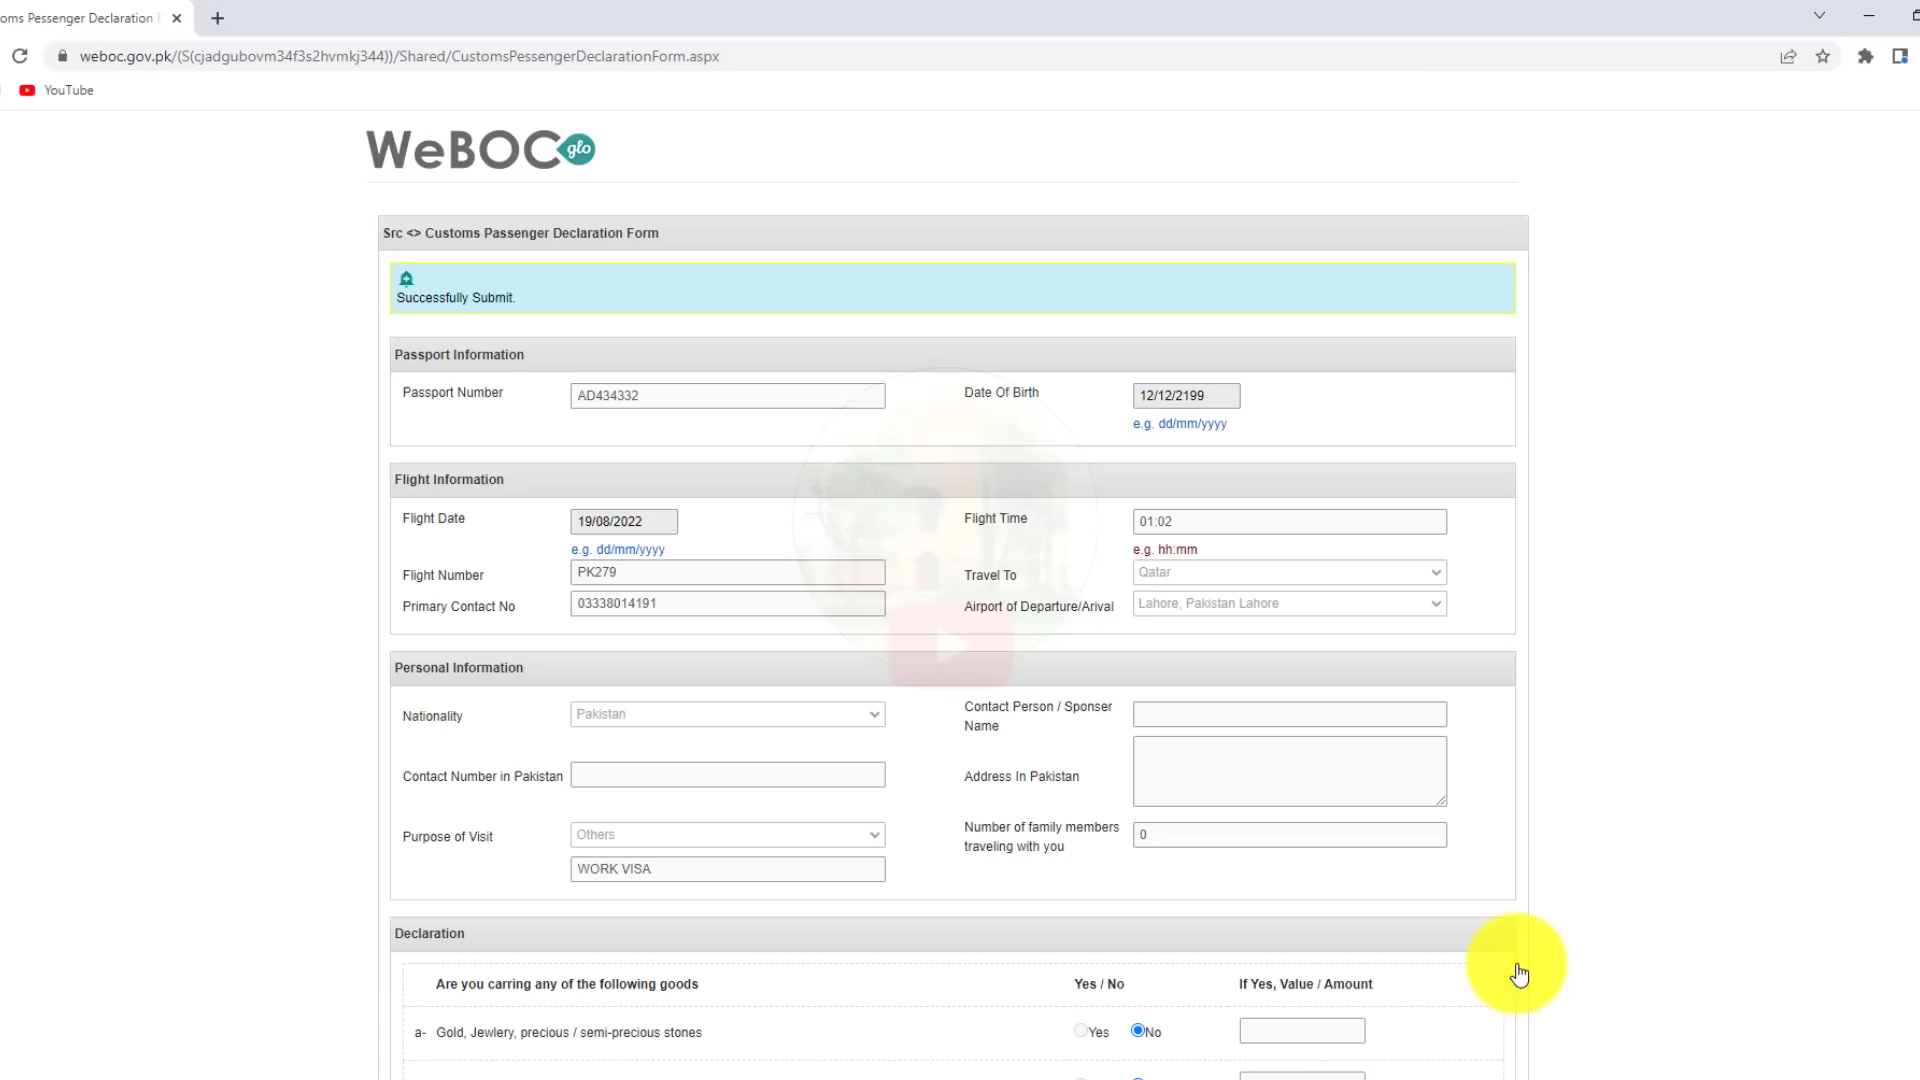 oms Passenger Declaration F
weboc.gov.pk/(S(cjadgubovm34f3s2hvmkj344))/Shared/CustomsPessengerDeclarationForm.aspx
YouTube
WeBOC glo
Src <> Customs Passenger Declaration Form
Successfully Submit.
Passport Information
Passport Number AD434332 Date Of Birth 12/12/2199
e.g. dd/mm/yyyy
Flight Information
Flight Date 19/08/2022 Flight Time 01:02
e.g. dd/mm/yyyy e.g. hh:mm
Flight Number PK279 Travel To Qatar
Primary Contact No 03338014191 Airport of Departure/Arival Lahore, Pakistan Lahore
Personal Information
Nationality Pakistan Contact Person / Sponser
Name
Contact Number in Pakistan Address In Pakistan
Purpose of Visit Others Number of family members
traveling with you 0
WORK VISA
Declaration
Are you carring any of the following goods Yes / No If Yes, Value / Amount
a- Gold, Jewlery, precious / semi-precious stones Yes No